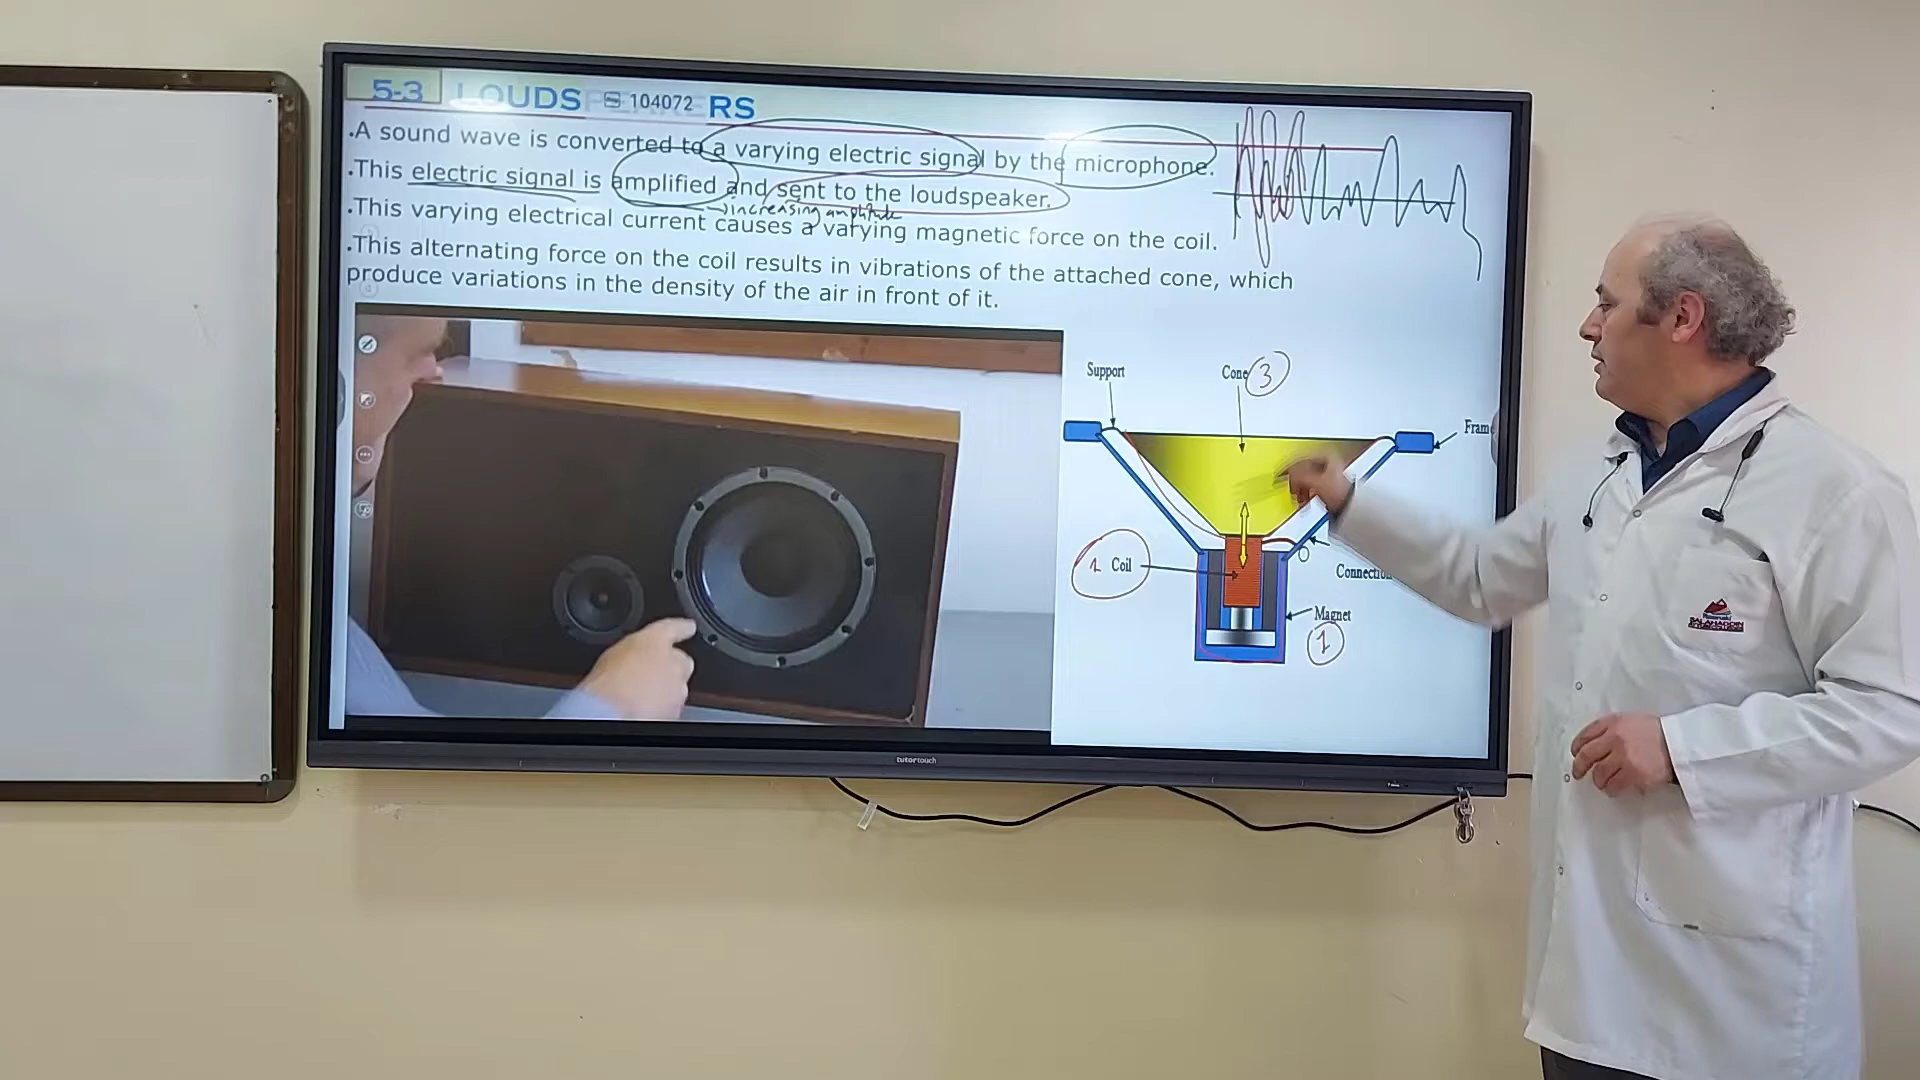 5-3 LOUDS 104072 RS
.A sound wave is converted to a varying electric signal by the microphone.
.This electric signal is amplified and sent to the loudspeaker.
→increasing amplitude
.This varying electrical current causes a varying magnetic force on the coil.
.This alternating force on the coil results in vibrations of the attached cone, which
produce variations in the density of the air in front of it.
Support
Cone 3
Frame
1 Coil
Connectio
Magnet
1
tutortouch
SALAHADDIN